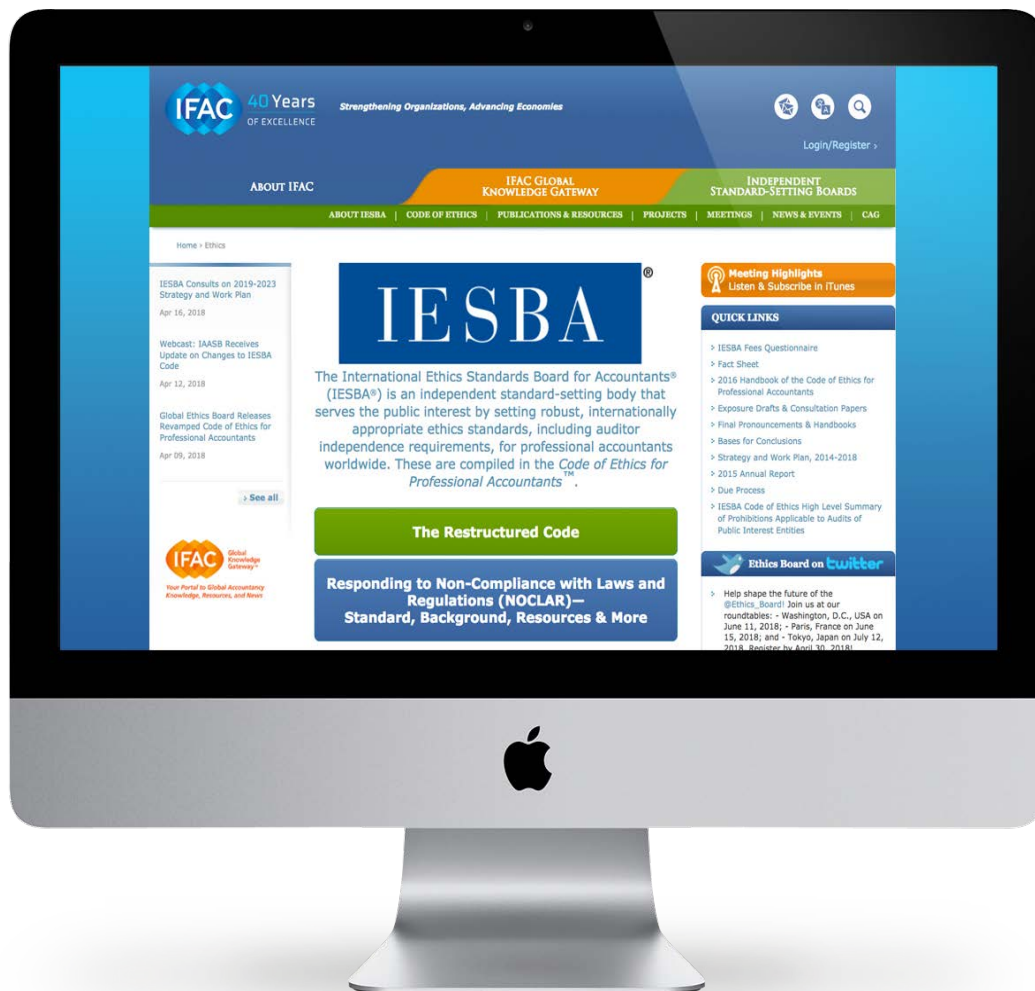 IFAC
40 Years
OF EXCELLENCE
Strengthening Organizations, Advancing Economies
Login/Register ›
ABOUT IFAC
IFAC GLOBAL
KNOWLEDGE GATEWAY
INDEPENDENT
STANDARD-SETTING BOARDS
ABOUT IESBA | CODE OF ETHICS | PUBLICATIONS & RESOURCES | PROJECTS | MEETINGS | NEWS & EVENTS | CAG
Home › Ethics
IESBA Consults on 2019-2023
Strategy and Work Plan
Apr 16, 2018
Webcast: IAASB Receives
Update on Changes to IESBA
Code
Apr 12, 2018
Global Ethics Board Releases
Revamped Code of Ethics for
Professional Accountants
Apr 09, 2018
› See all
IFAC
Global
Knowledge
Gateway™
Your Portal to Global Accountancy
Knowledge, Resources, and News
IESBA®
The International Ethics Standards Board for Accountants®
(IESBA®) is an independent standard-setting body that
serves the public interest by setting robust, internationally
appropriate ethics standards, including auditor
independence requirements, for professional accountants
worldwide. These are compiled in the Code of Ethics for
Professional Accountants™.
The Restructured Code
Responding to Non-Compliance with Laws and
Regulations (NOCLAR)—
Standard, Background, Resources & More
Meeting Highlights
Listen & Subscribe in iTunes
QUICK LINKS
› IESBA Fees Questionnaire
› Fact Sheet
› 2016 Handbook of the Code of Ethics for
Professional Accountants
› Exposure Drafts & Consultation Papers
› Final Pronouncements & Handbooks
› Bases for Conclusions
› Strategy and Work Plan, 2014-2018
› 2015 Annual Report
› Due Process
› IESBA Code of Ethics High Level Summary
of Prohibitions Applicable to Audits of
Public Interest Entities
Ethics Board on twitter
› Help shape the future of the
@Ethics_Board! Join us at our
roundtables: - Washington, D.C., USA on
June 11, 2018; - Paris, France on June
15, 2018; and - Tokyo, Japan on July 12,
2018. Register by April 30, 2018!